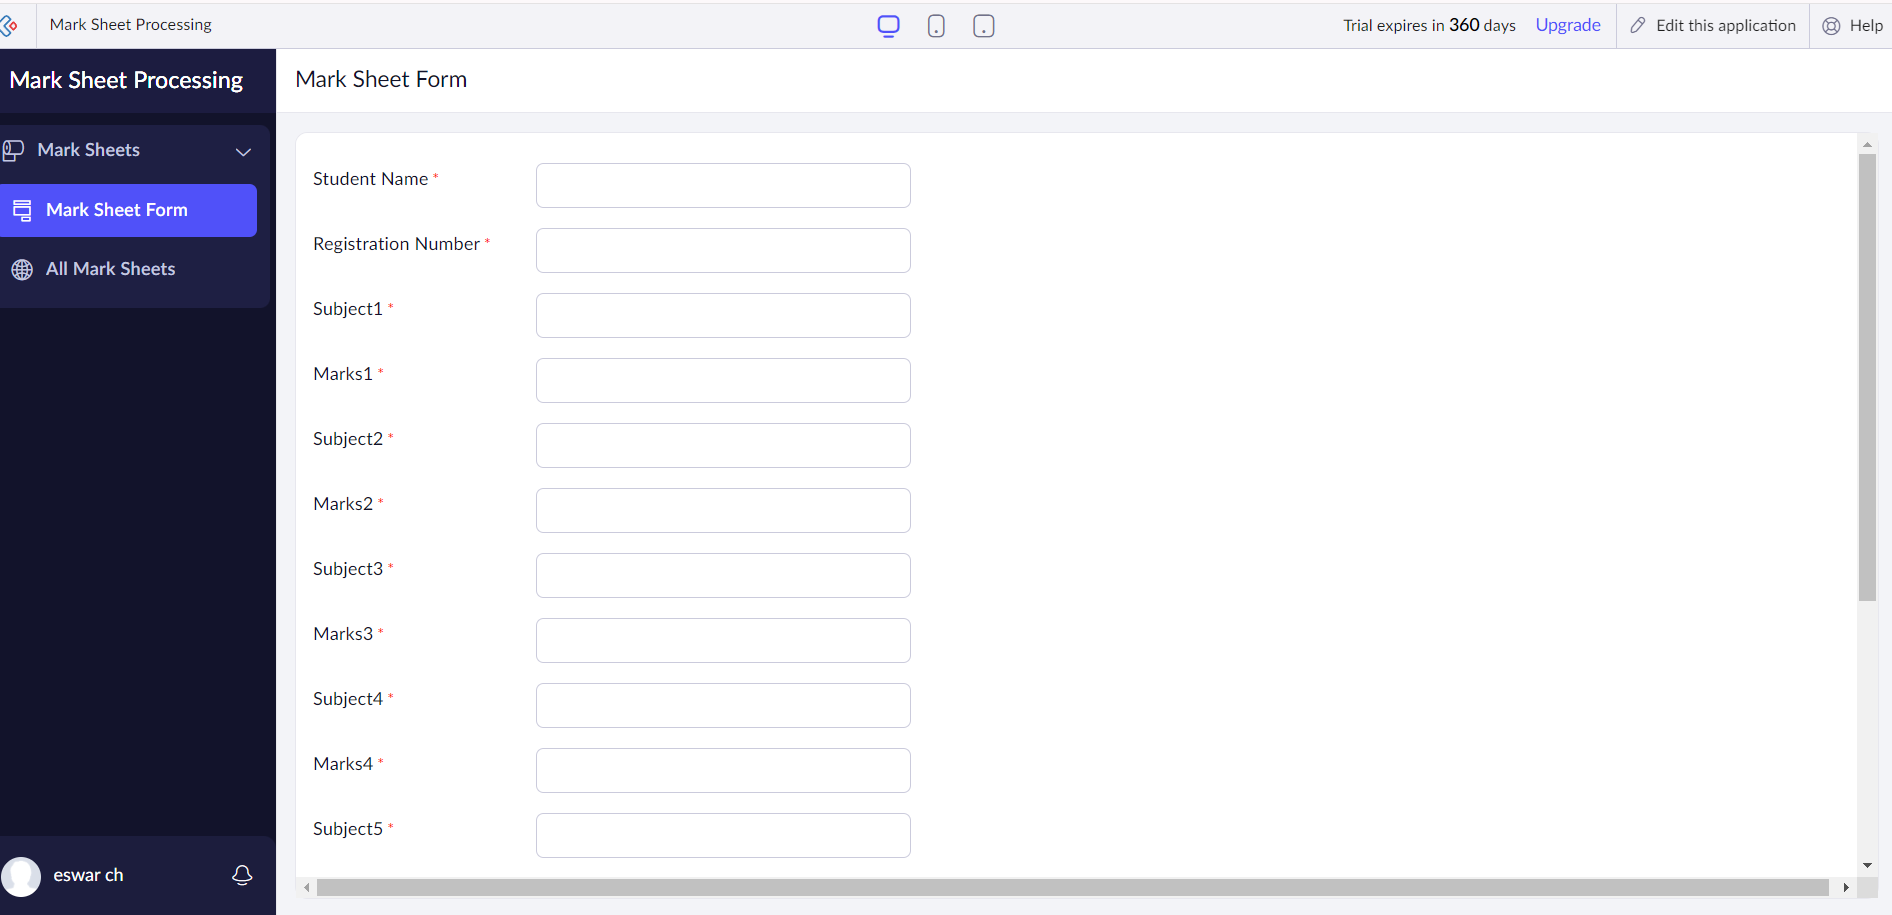 Mark Sheet Processing
Trial expires in 360 days Upgrade Edit this application Help
Mark Sheet Processing
Mark Sheets
Mark Sheet Form
All Mark Sheets
eswar ch
Mark Sheet Form
Student Name *
Registration Number *
Subject1 *
Marks1 *
Subject2 *
Marks2 *
Subject3 *
Marks3 *
Subject4 *
Marks4 *
Subject5 *